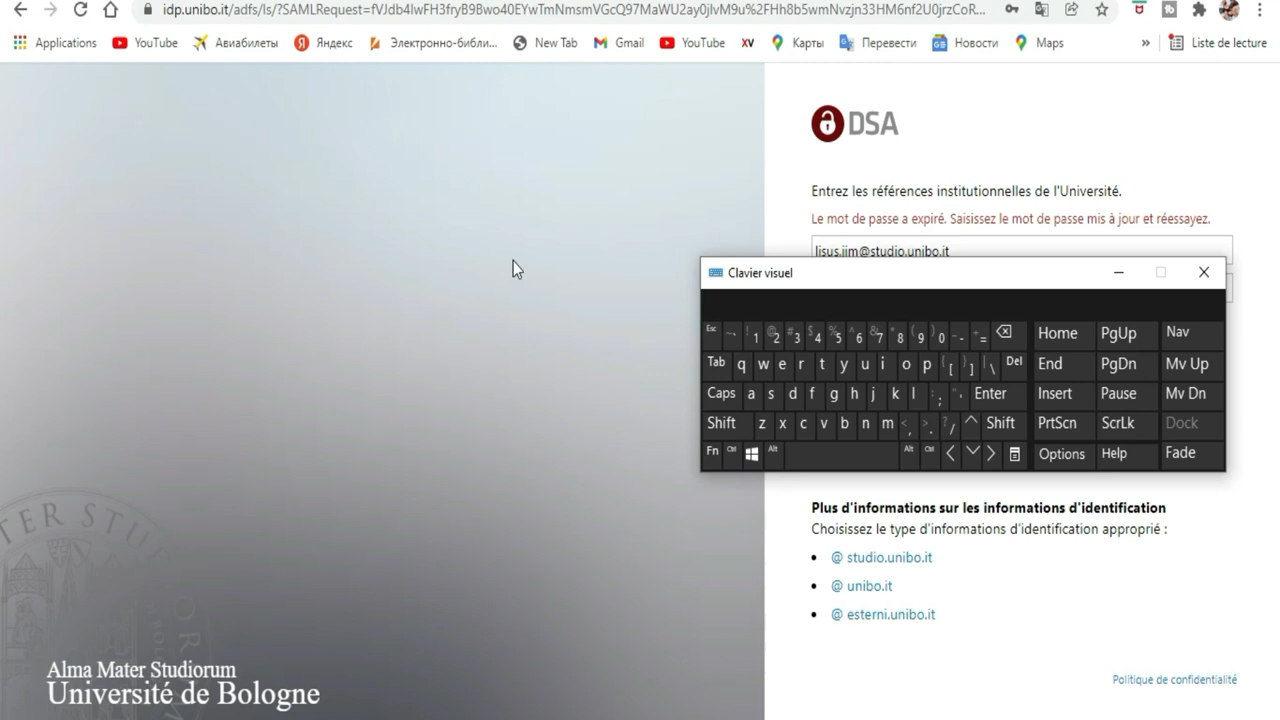 idp.unibo.it/adfs/ls/?SAMLRequest=fVJdb4IwFH3fryB9Bwo40EYwTmNmsmVGcQ97MaWU2ay0jlvM9u%2FHh8b5wmNvzjn33HM6nf2U0jrzCoR...
Applications YouTube Авиабилеты Яндекс Электронно-библи... New Tab Gmail YouTube XV Карты Перевести Новости Maps » Liste de lecture
DSA
Entrez les références institutionnelles de l'Université.
Le mot de passe a expiré. Saisissez le mot de passe mis à jour et réessayez.
lisus.jim@studio.unibo.it
Clavier visuel
Esc ~ ` ! 1 @ 2 # 3 $ 4 % 5 ^ 6 & 7 * 8 ( 9 ) 0 _ - + = Home PgUp Nav
Tab q w e r t y u i o p { [ } ] | \ Del End PgDn Mv Up
Caps a s d f g h j k l : ; " ' Enter Insert Pause Mv Dn
Shift z x c v b n m < , > . ? / Shift PrtScn ScrLk Dock
Fn Ctrl Alt Alt Ctrl Options Help Fade
Plus d'informations sur les informations d'identification
Choisissez le type d'informations d'identification approprié :
• @ studio.unibo.it
• @ unibo.it
• @ esterni.unibo.it
Alma Mater Studiorum
Université de Bologne
Politique de confidentialité